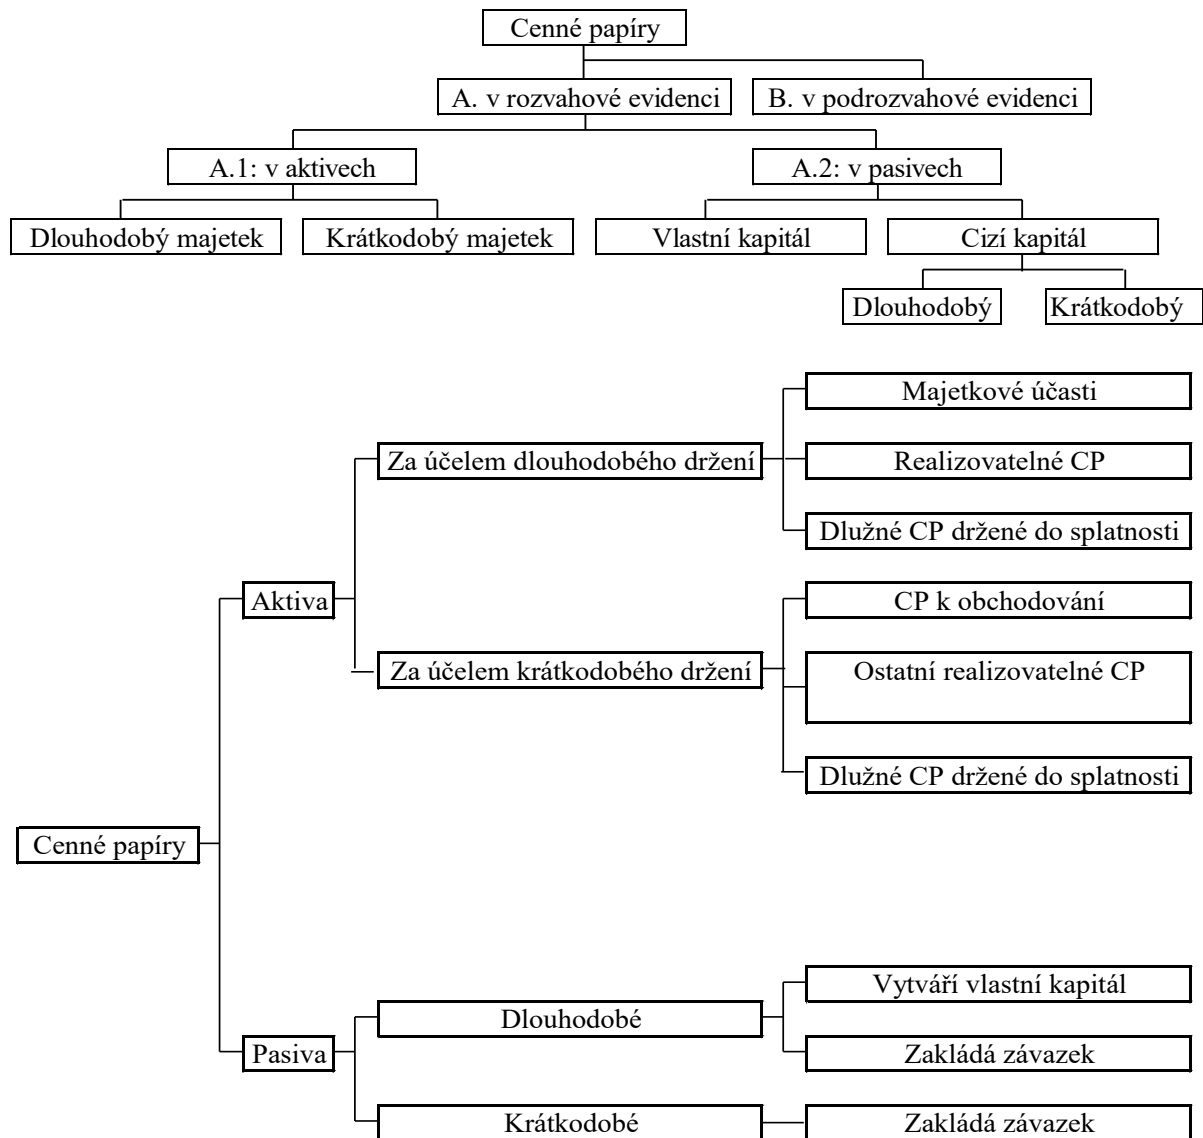 Cenné papíry
A. v rozvahové evidenci
B. v podrozvahové evidenci
A.1: v aktivech
A.2: v pasivech
Dlouhodobý majetek
Krátkodobý majetek
Vlastní kapitál
Cizí kapitál
Dlouhodobý
Krátkodobý
Majetkové účasti
Za účelem dlouhodobého držení
Realizovatelné CP
Dlužné CP držené do splatnosti
Aktiva
CP k obchodování
Za účelem krátkodobého držení
Ostatní realizovatelné CP
Dlužné CP držené do splatnosti
Cenné papíry
Vytváří vlastní kapitál
Dlouhodobé
Pasiva
Zakládá závazek
Krátkodobé
Zakládá závazek